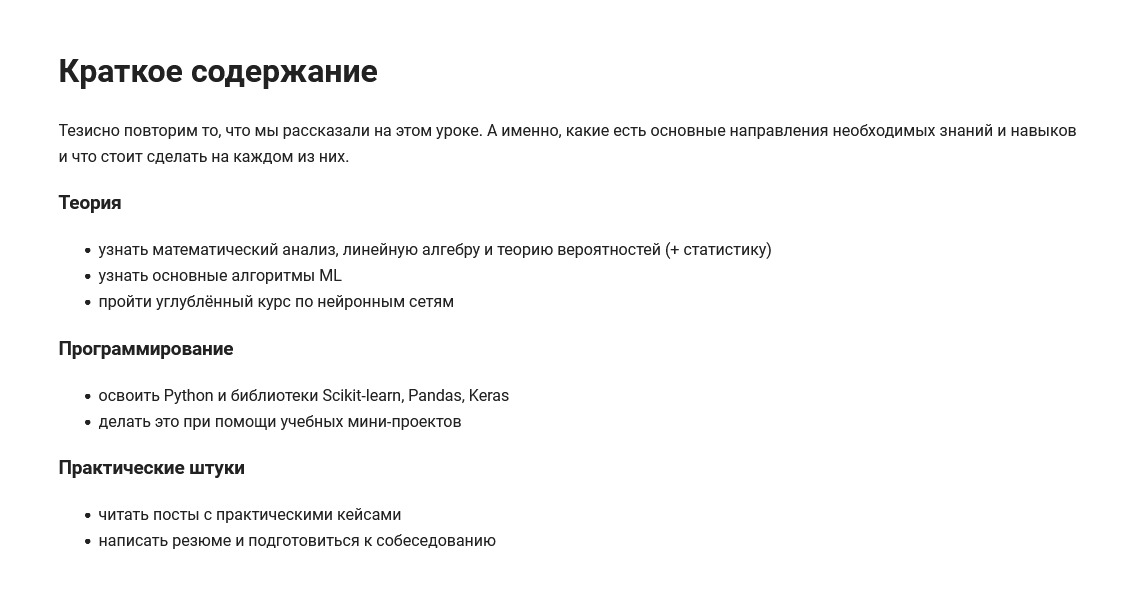 Краткое содержание
Тезисно повторим то, что мы рассказали на этом уроке. А именно, какие есть основные направления необходимых знаний и навыков
и что стоит сделать на каждом из них.
Теория
• узнать математический анализ, линейную алгебру и теорию вероятностей (+ статистику)
• узнать основные алгоритмы ML
• пройти углублённый курс по нейронным сетям
Программирование
• освоить Python и библиотеки Scikit-learn, Pandas, Keras
• делать это при помощи учебных мини-проектов
Практические штуки
• читать посты с практическими кейсами
• написать резюме и подготовиться к собеседованию